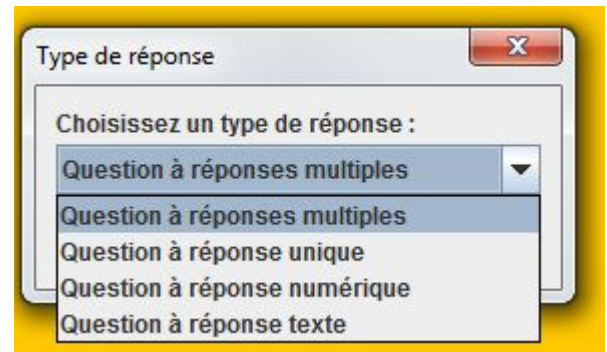 Type de réponse
Choisissez un type de réponse :
Question à réponses multiples
Question à réponses multiples
Question à réponse unique
Question à réponse numérique
Question à réponse texte